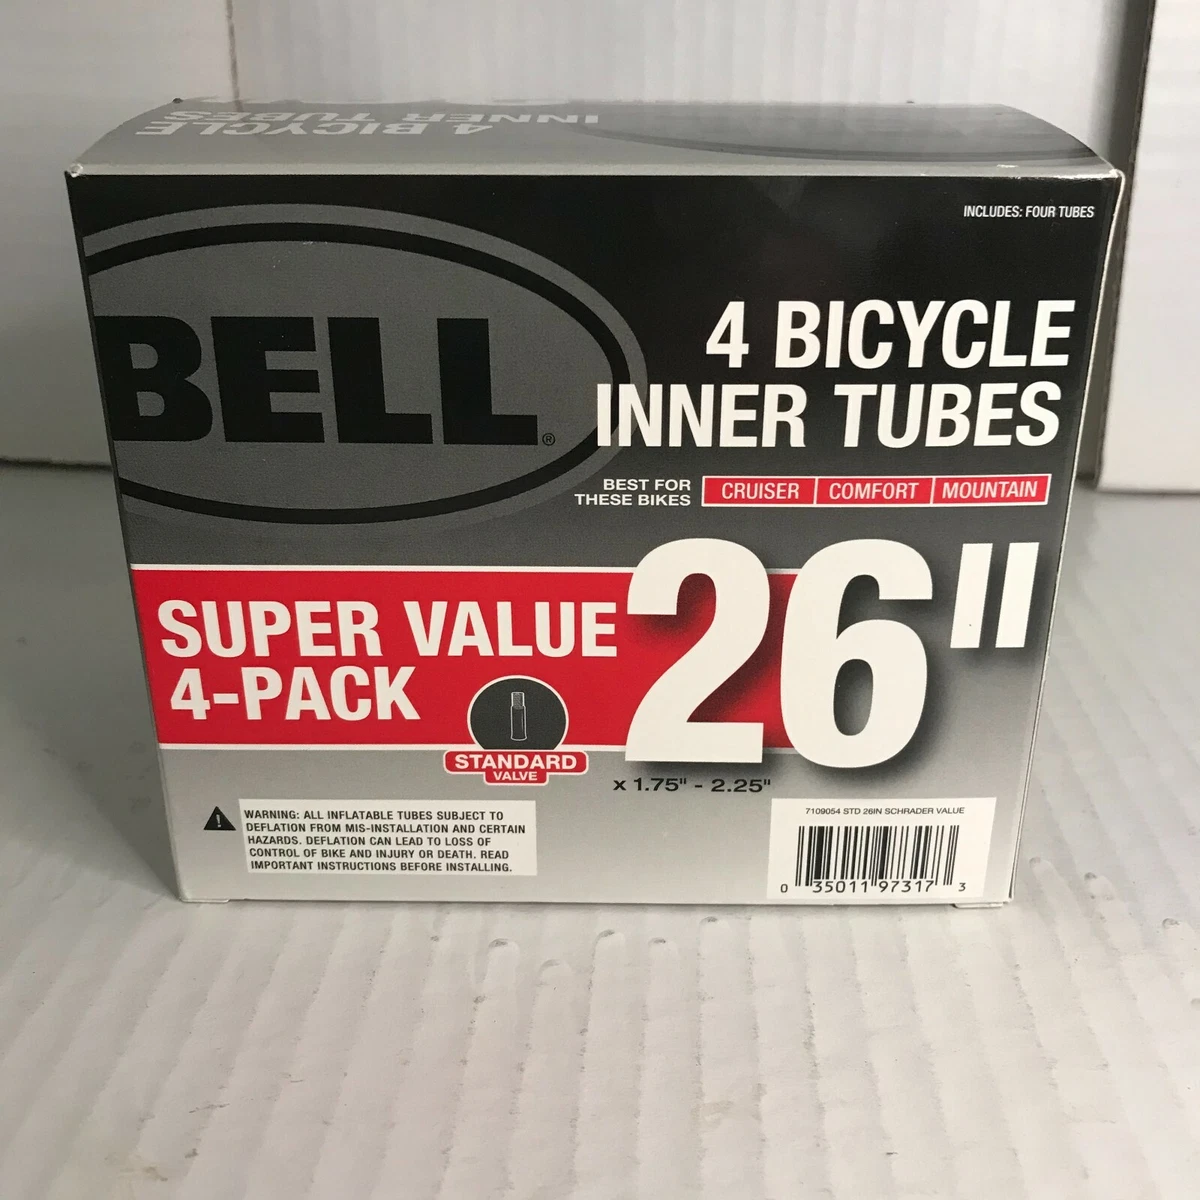 4 BICYCLE
INNER TUBES
INCLUDES: FOUR TUBES
BELL®
4 BICYCLE
INNER TUBES
BEST FOR
THESE BIKES
CRUISER COMFORT MOUNTAIN
SUPER VALUE
4-PACK
26"
STANDARD
VALVE
x 1.75" - 2.25"
WARNING: ALL INFLATABLE TUBES SUBJECT TO
DEFLATION FROM MIS-INSTALLATION AND CERTAIN
HAZARDS. DEFLATION CAN LEAD TO LOSS OF
CONTROL OF BIKE AND INJURY OR DEATH. READ
IMPORTANT INSTRUCTIONS BEFORE INSTALLING.
7109054 STD 26IN SCHRADER VALUE
0 35011 97317 3